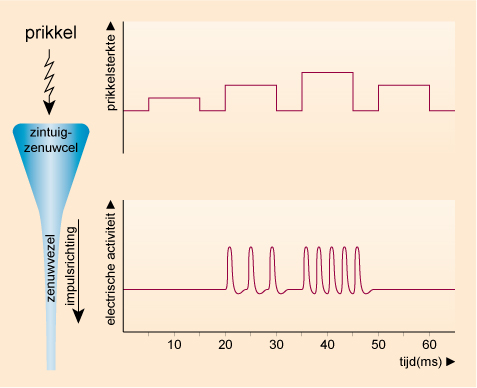 prikkel
zintuig-
zenuwcel
zenuwvezel
impulsrichting
prikkelsterkte ►
electrische activiteit ►
10 20 30 40 50 60
tijd(ms) ►